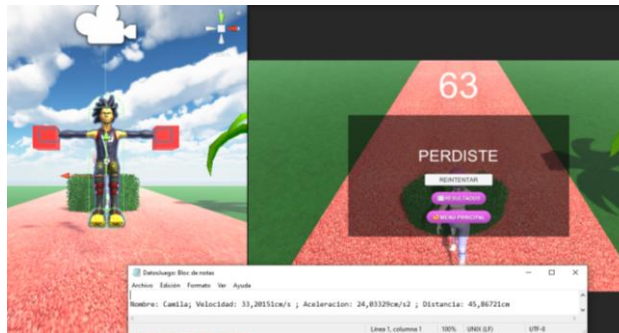 63
PERDISTE
REINTENTAR
RESULTADOS
MENU PRINCIPAL
DatosJuego: Bloc de notas
Archivo Edición Formato Ver Ayuda
Nombre: Camila; Velocidad: 33,20151cm/s ; Aceleracion: 24,03329cm/s2 ; Distancia: 45,86721cm
Línea 1, columna 1 100% UNIX (LF) UTF-8